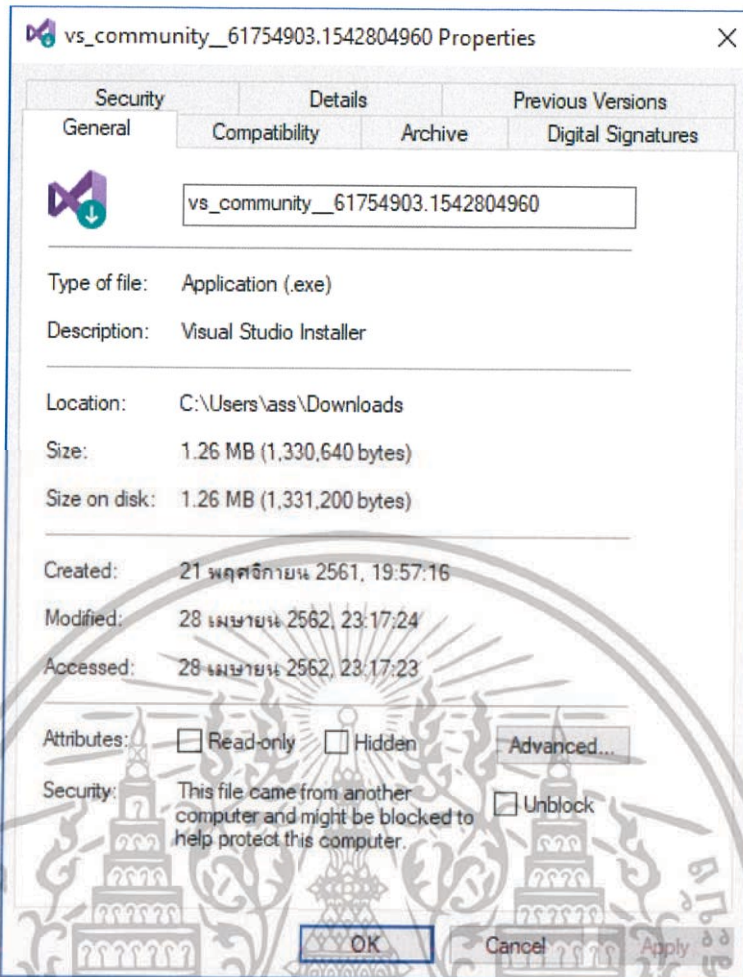 vs_community__61754903.1542804960 Properties
Security Details Previous Versions
General Compatibility Archive Digital Signatures
vs_community__61754903.1542804960
Type of file: Application (.exe)
Description: Visual Studio Installer
Location: C:\Users\ass\Downloads
Size: 1.26 MB (1,330,640 bytes)
Size on disk: 1.26 MB (1,331,200 bytes)
Created: 21 พฤศจิกายน 2561, 19:57:16
Modified: 28 เมษายน 2562, 23:17:24
Accessed: 28 เมษายน 2562, 23:17:23
Attributes: Read-only Hidden Advanced...
Security: This file came from another
computer and might be blocked to
help protect this computer.
Unblock
OK Cancel Apply